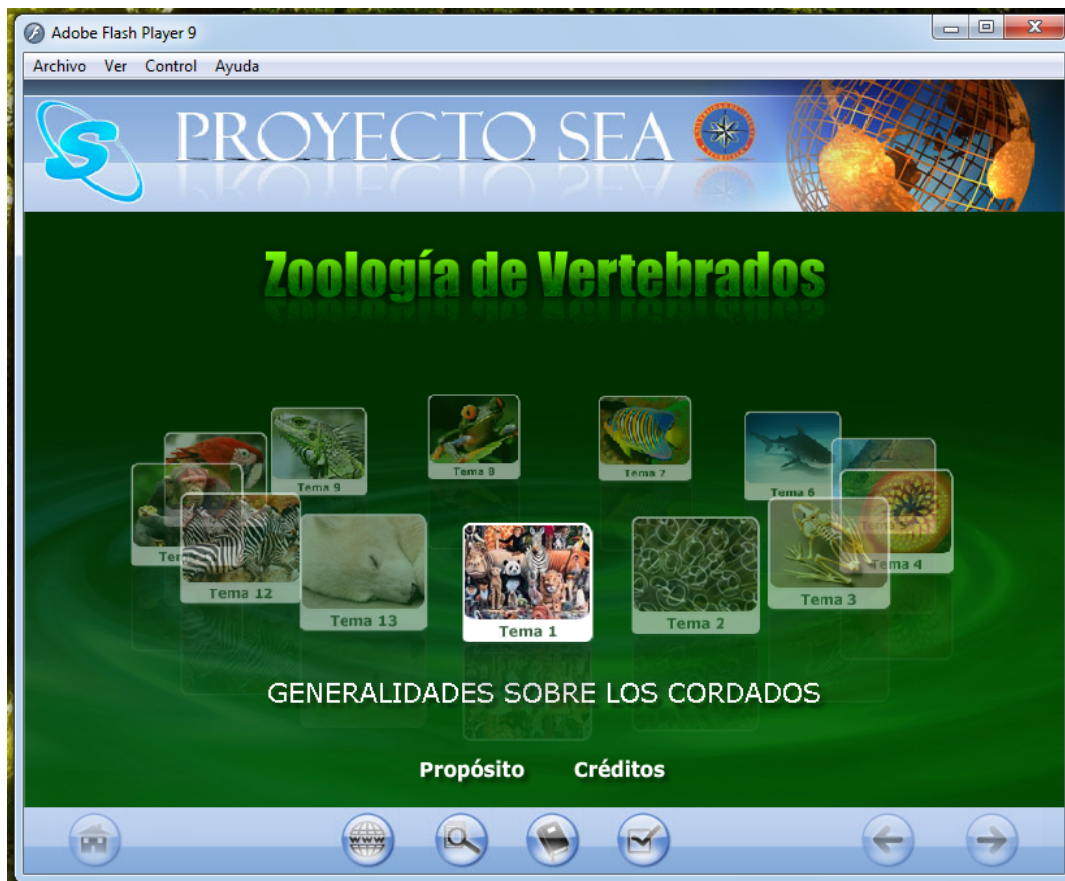 Adobe Flash Player 9
Archivo Ver Control Ayuda
PROYECTO SEA
Zoología de Vertebrados
Tema 9
Tema 8
Tema 7
Tema 6
Tema 12
Tema 13
Tema 1
Tema 2
Tema 3
Tema 4
GENERALIDADES SOBRE LOS CORDADOS
Propósito Créditos
www